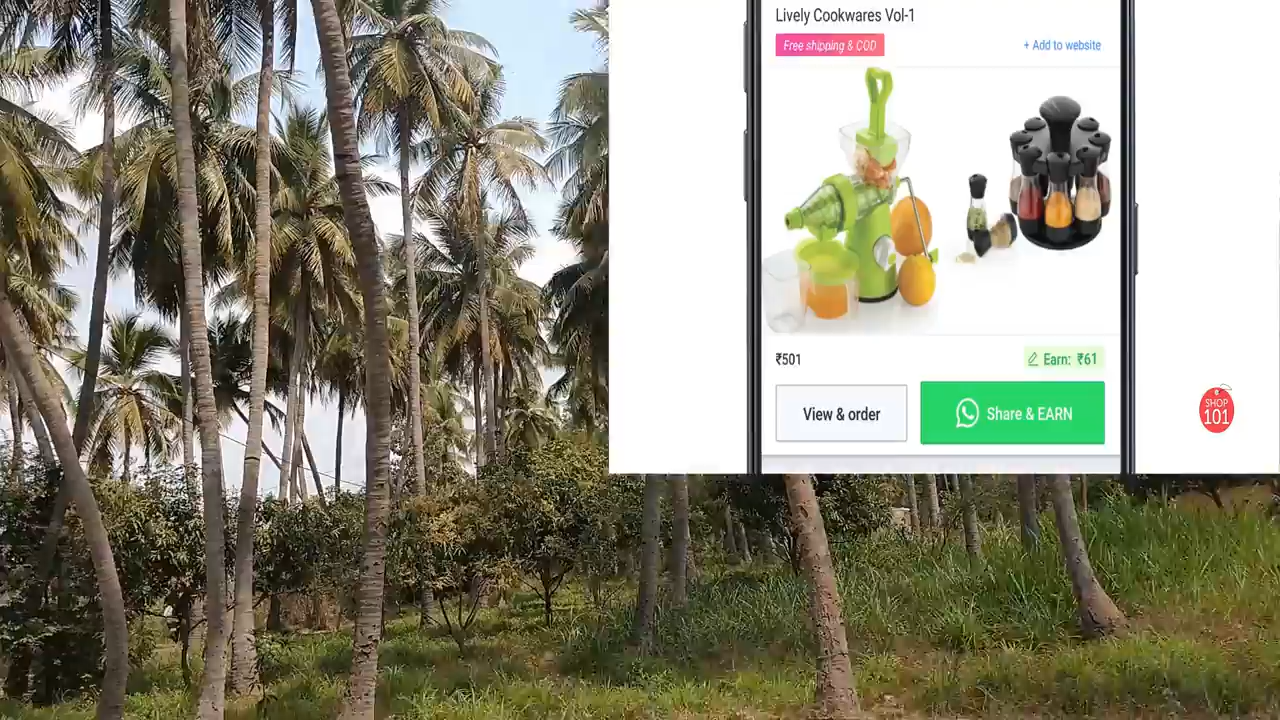 Lively Cookwares Vol-1
Free shipping & COD
+ Add to website
₹501
Earn: ₹61
View & order
Share & EARN
SHOP
101